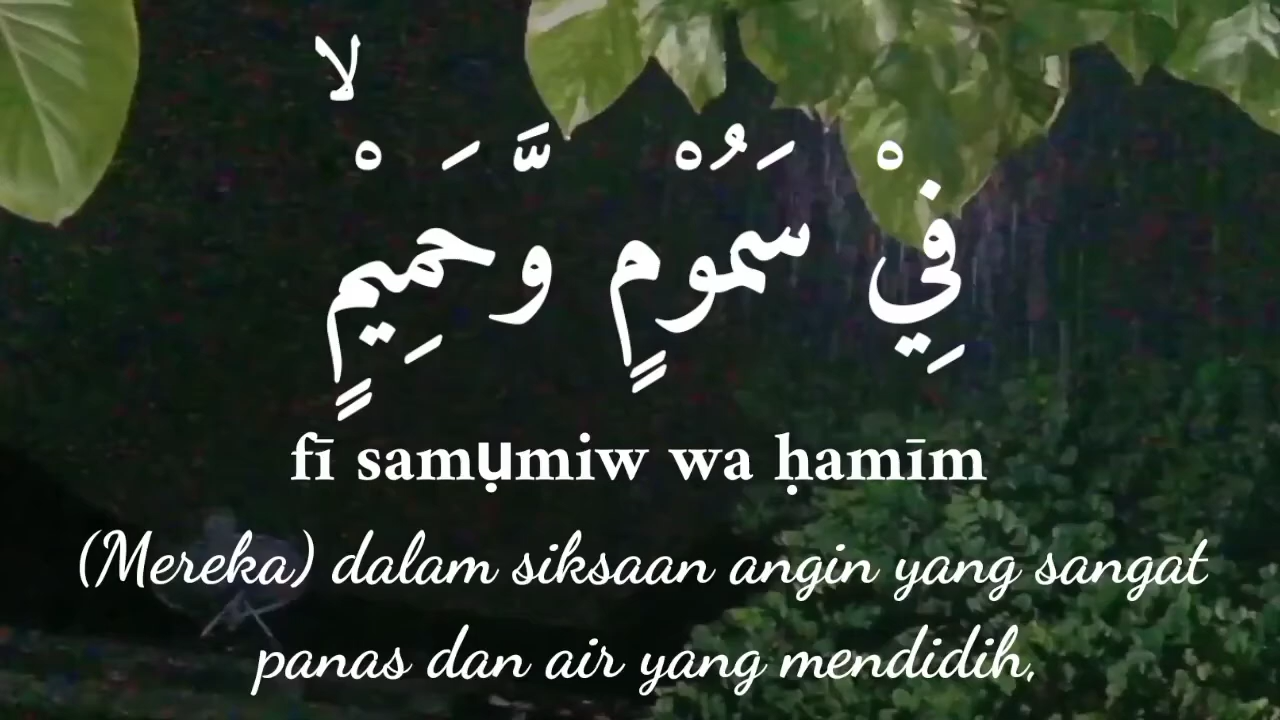 فِيْ سَمُوْمٍ وَّحَمِيْمٍۙ
fī samụmiw wa ḥamīm
(Mereka) dalam siksaan angin yang sangat
panas dan air yang mendidih,